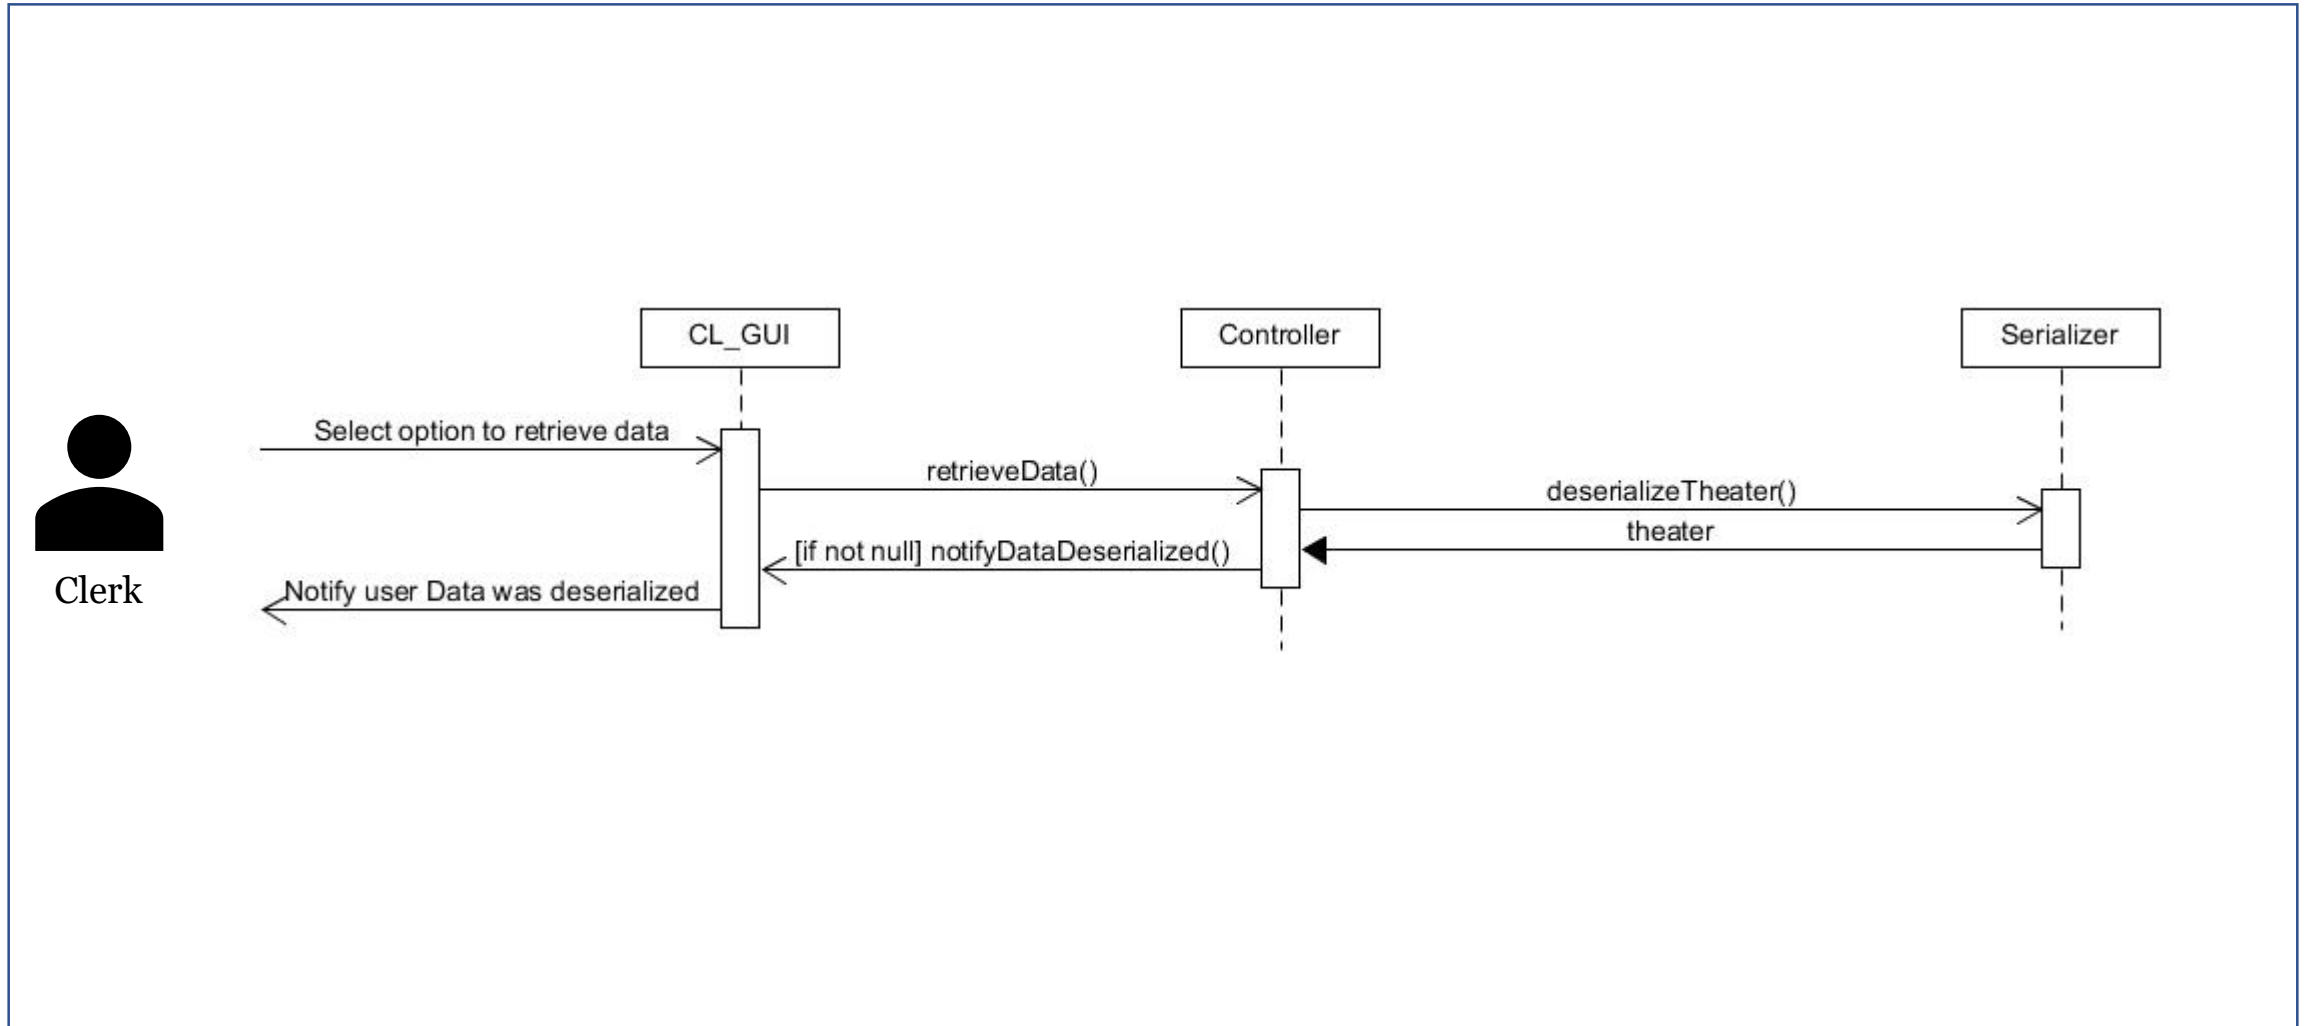 CL_GUI
Controller
Serializer
Select option to retrieve data
retrieveData()
deserializeTheater()
theater
[if not null] notifyDataDeserialized()
Notify user Data was deserialized
Clerk